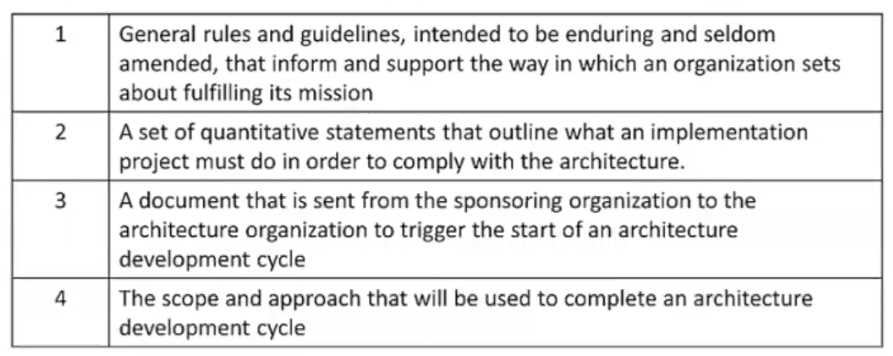 1 General rules and guidelines, intended to be enduring and seldom
amended, that inform and support the way in which an organization sets
about fulfilling its mission
2 A set of quantitative statements that outline what an implementation
project must do in order to comply with the architecture.
3 A document that is sent from the sponsoring organization to the
architecture organization to trigger the start of an architecture
development cycle
4 The scope and approach that will be used to complete an architecture
development cycle